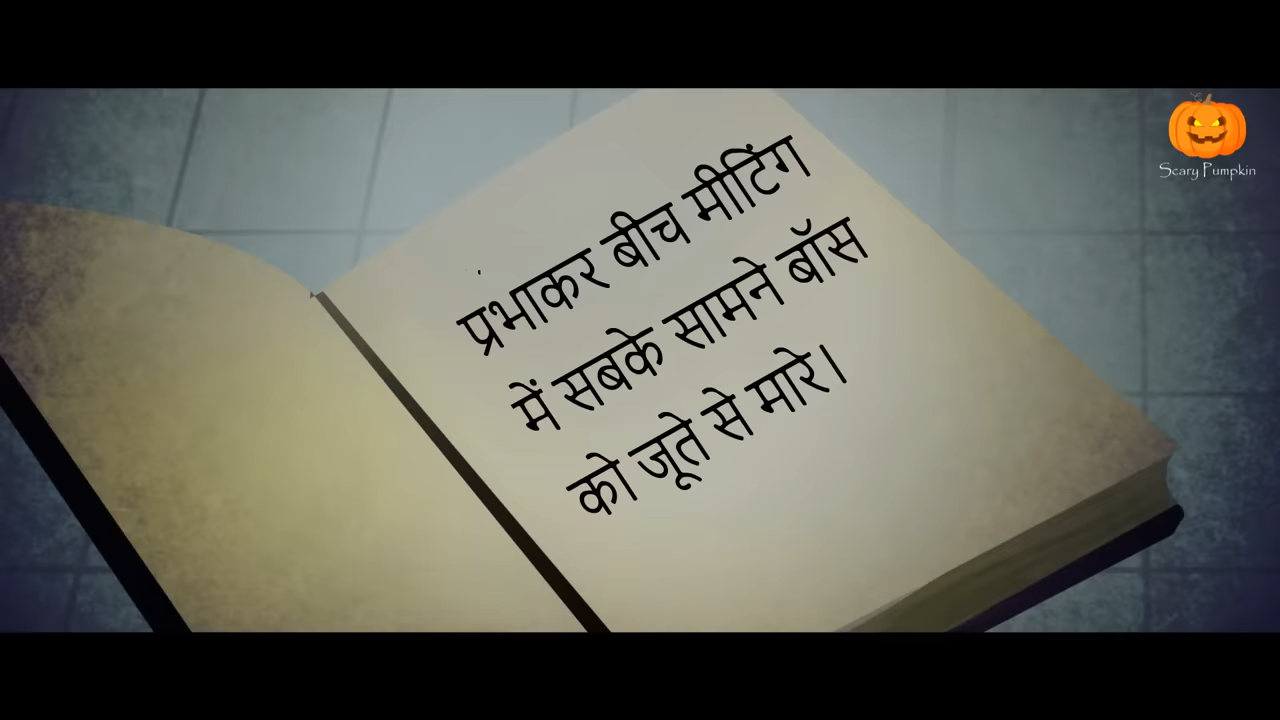 Scary Pumpkin
प्रभाकर बीच मीटिंग
में सबके सामने बॉस
को जूते से मारे।